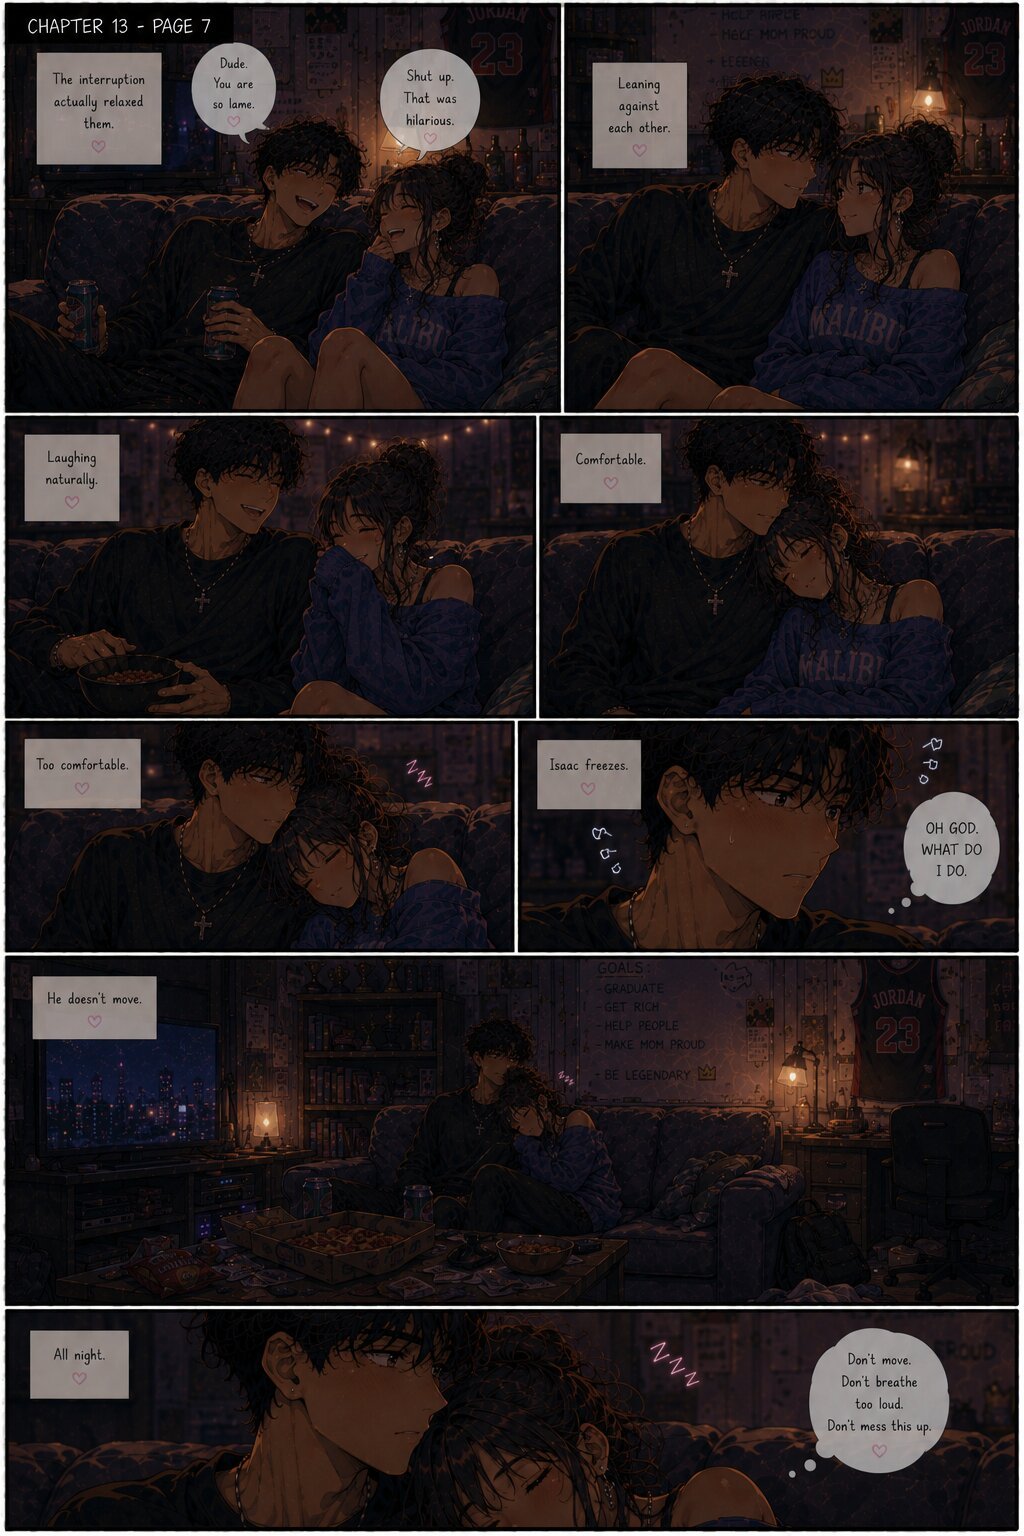 CHAPTER 13 - PAGE 7
The interruption
actually relaxed
them.
Dude.
You are
so lame.
Shut up.
That was
hilarious.
JORDAN
23
MALIBU
Leaning
against
each other.
HELP PEOPLE
- MAKE MOM PROUD
JORDAN
23
MALIBU
Laughing
naturally.
Comfortable.
MALIBU
Too comfortable.
ZZZ
Isaac freezes.
OH GOD.
WHAT DO
I DO.
He doesn't move.
GOALS:
- GRADUATE
- GET RICH
- HELP PEOPLE
- MAKE MOM PROUD
- BE LEGENDARY
JORDAN
23
ZZZ
All night.
ZZZ
PROUD
Don't move.
Don't breathe
too loud.
Don't mess this up.